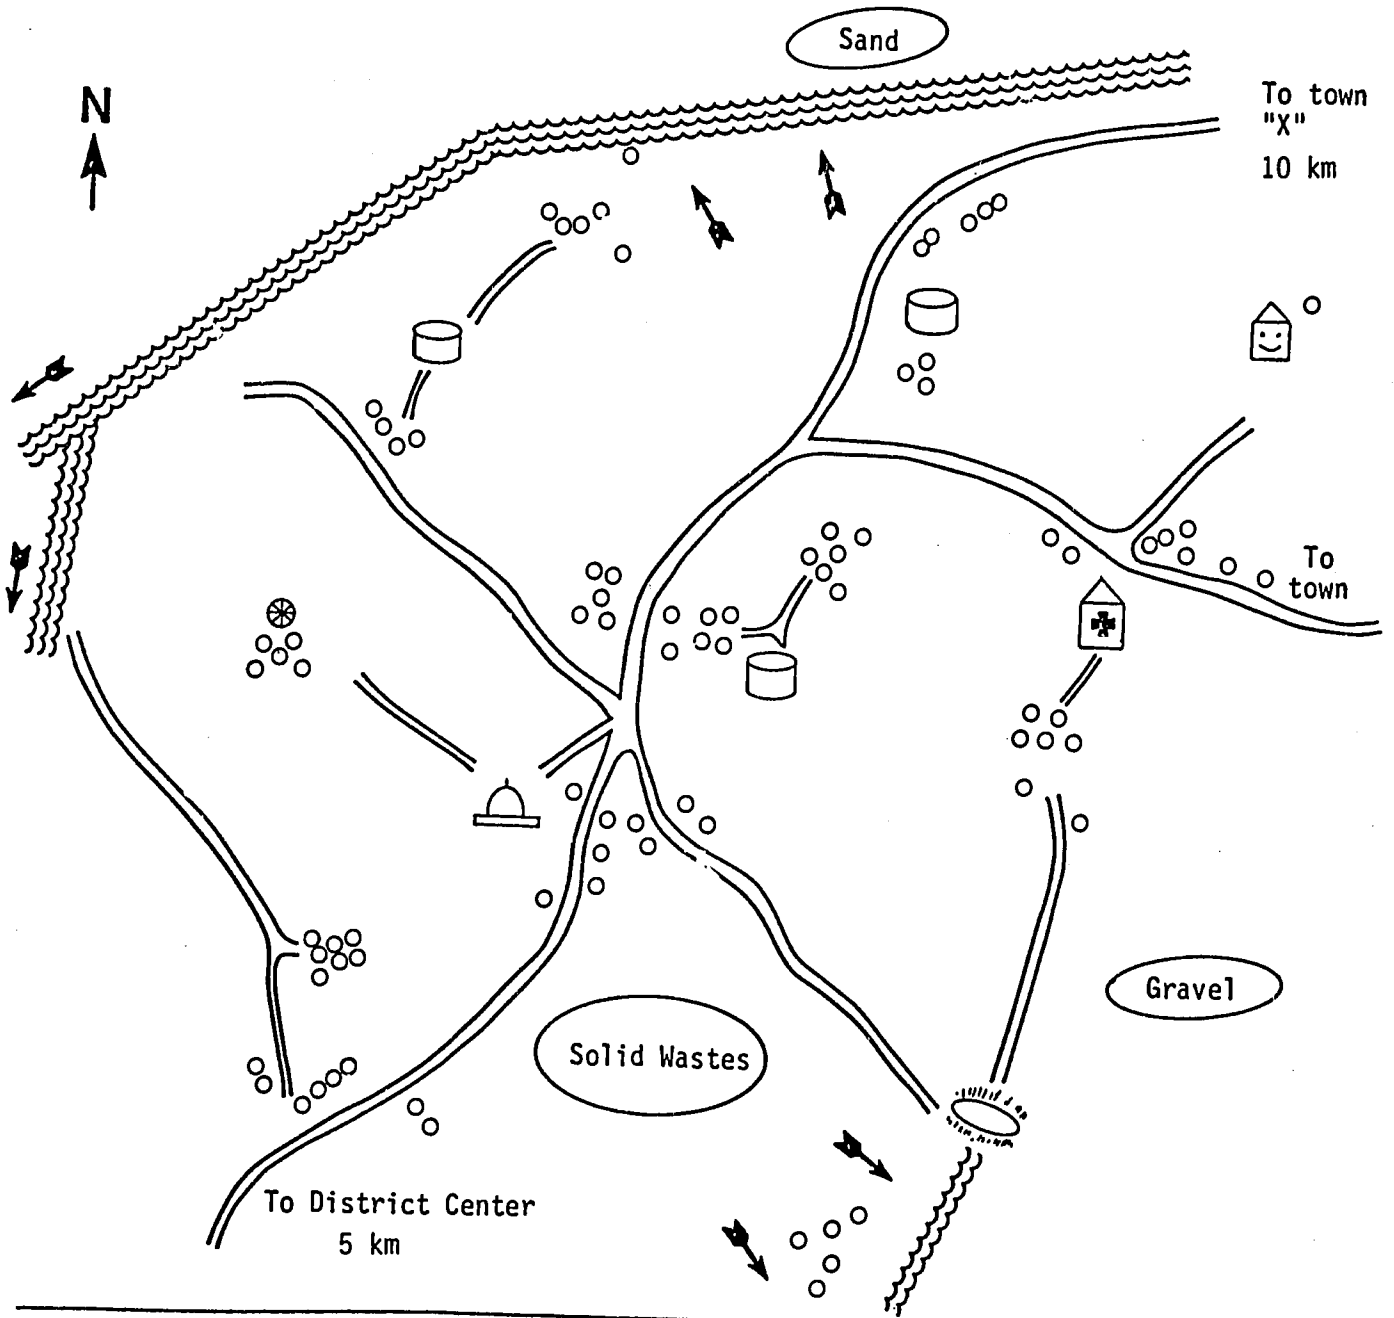 Sand
N
To town
"X"
10 km
To
town
Gravel
Solid Wastes
To District Center
5 km